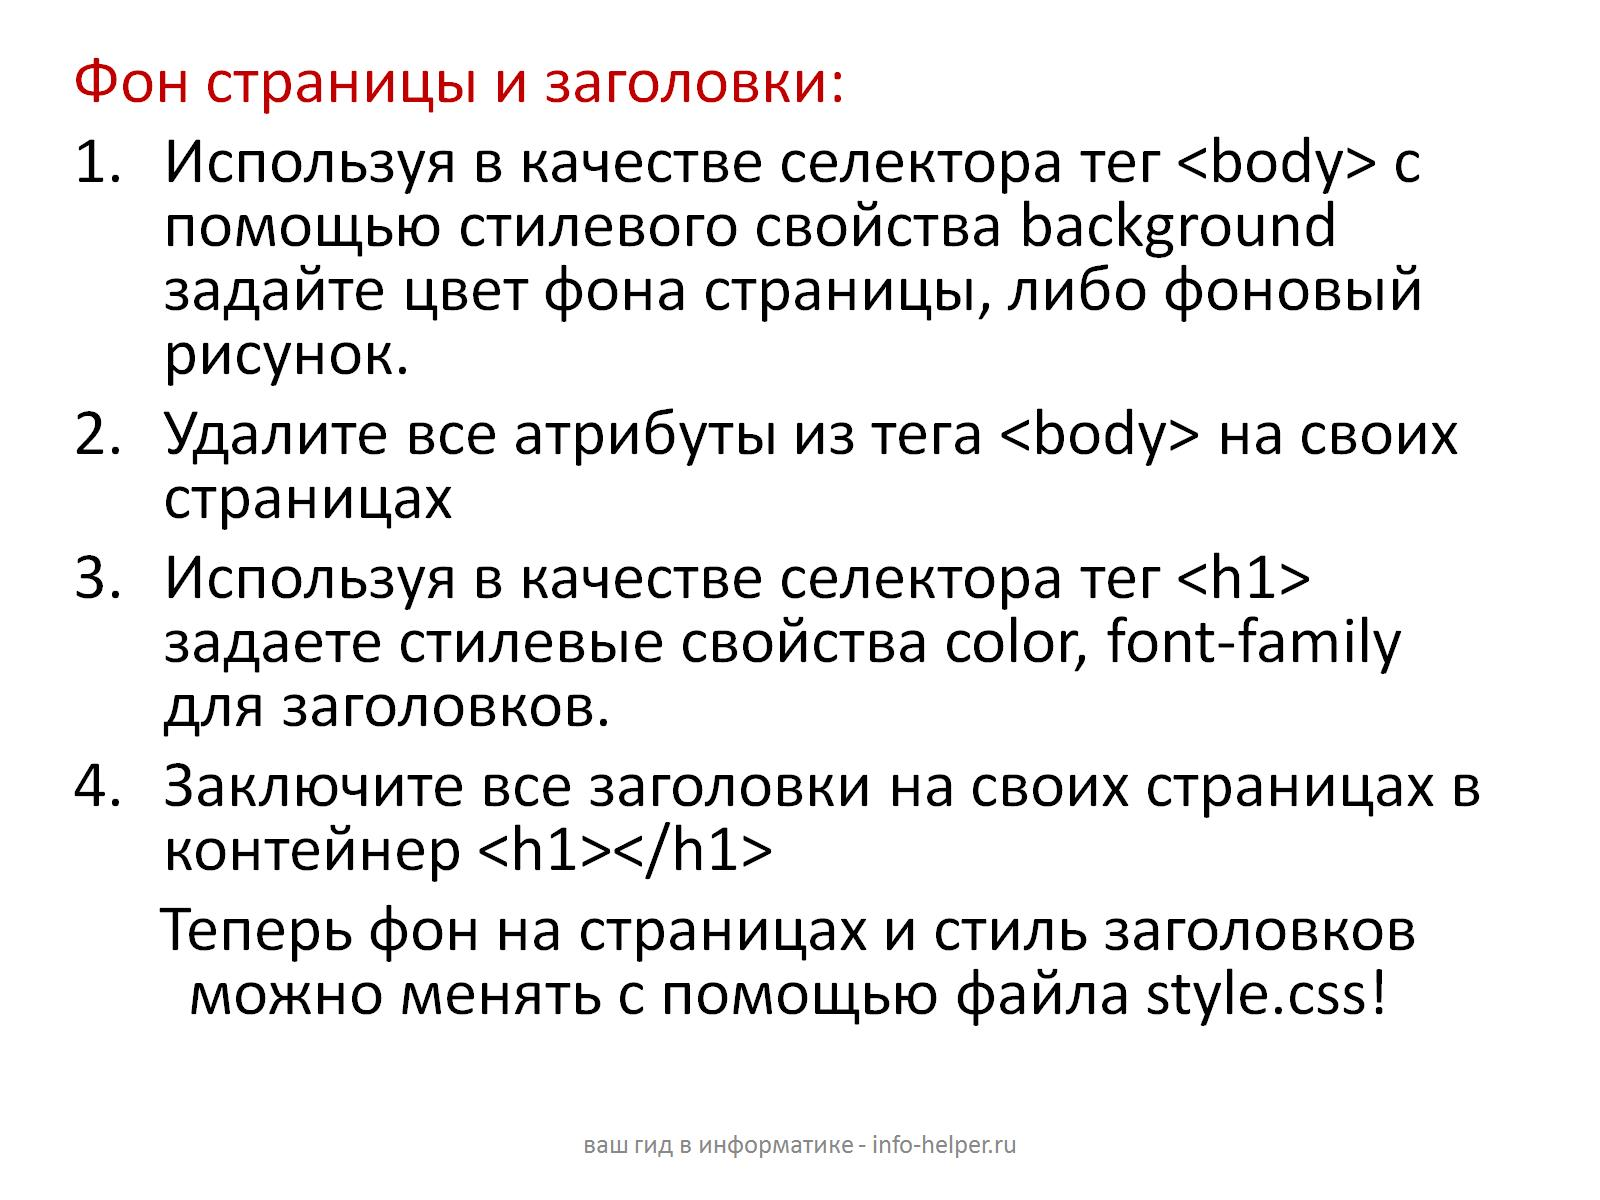 Фон страницы и заголовки:
1. Используя в качестве селектора тег <body> с
помощью стилевого свойства background
задайте цвет фона страницы, либо фоновый
рисунок.
2. Удалите все атрибуты из тега <body> на своих
страницах
3. Используя в качестве селектора тег <h1>
задаете стилевые свойства color, font-family
для заголовков.
4. Заключите все заголовки на своих страницах в
контейнер <h1></h1>
Теперь фон на страницах и стиль заголовков
можно менять с помощью файла style.css!
ваш гид в информатике - info-helper.ru